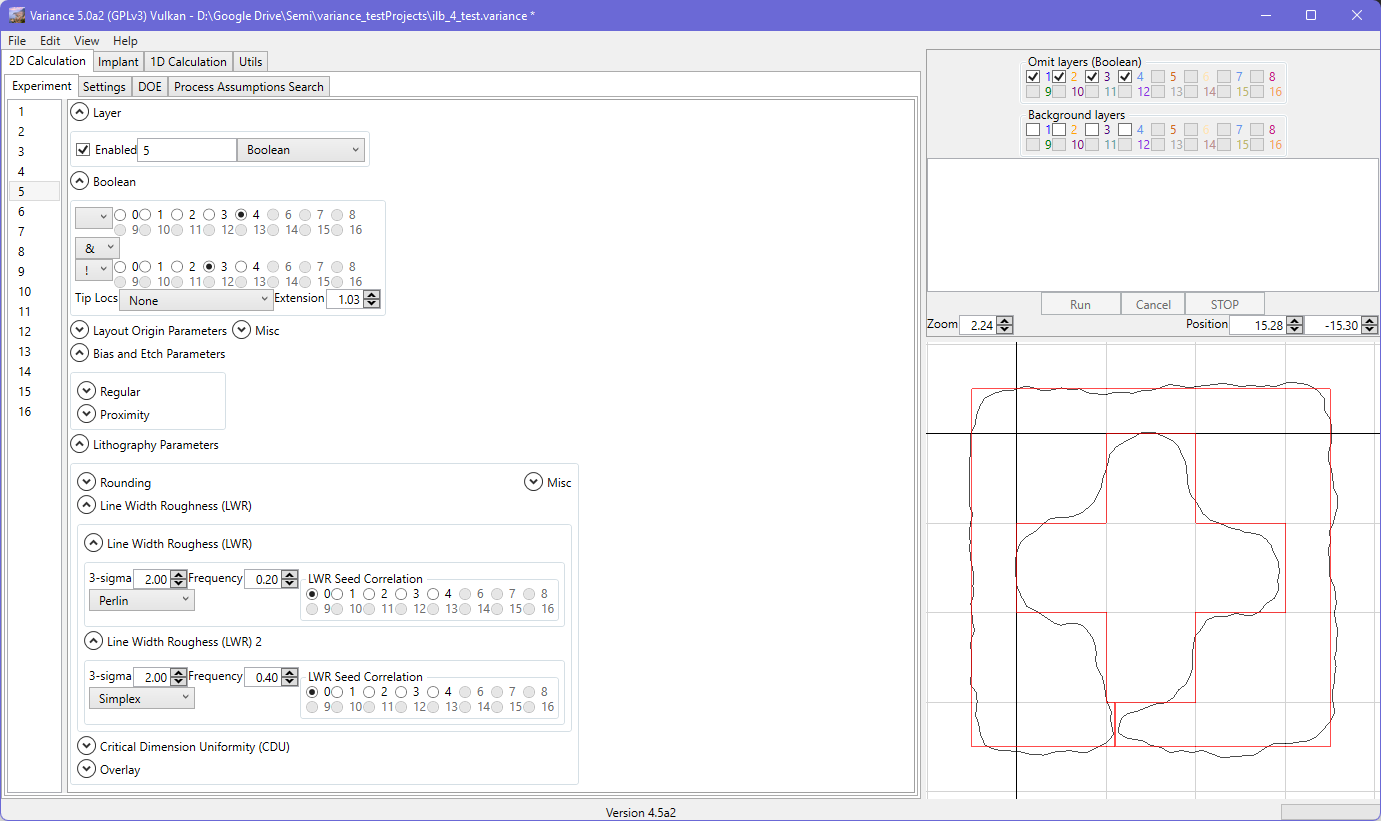 Variance 5.0a2 (GPLv3) Vulkan - D:\Google Drive\Semi\variance_testProjects\ilb_4_test.variance *
File Edit View Help
2D Calculation Implant 1D Calculation Utils
Experiment Settings DOE Process Assumptions Search
1
2
3
4
5
6
7
8
9
10
11
12
13
14
15
16
Layer
Enabled 5 Boolean
Boolean
0 1 2 3 4 6 7 8
9 10 11 12 13 14 15 16
&
! 0 1 2 3 4 6 7 8
9 10 11 12 13 14 15 16
Tip Locs None Extension 1.03
Layout Origin Parameters Misc
Bias and Etch Parameters
Regular
Proximity
Lithography Parameters
Rounding Misc
Line Width Roughness (LWR)
Line Width Roughess (LWR)
3-sigma 2.00 Frequency 0.20 LWR Seed Correlation
Perlin 0 1 2 3 4 6 7 8
9 10 11 12 13 14 15 16
Line Width Roughess (LWR) 2
3-sigma 2.00 Frequency 0.40 LWR Seed Correlation
Simplex 0 1 2 3 4 6 7 8
9 10 11 12 13 14 15 16
Critical Dimension Uniformity (CDU)
Overlay
Omit layers (Boolean)
1 2 3 4 5 6 7 8
9 10 11 12 13 14 15 16
Background layers
1 2 3 4 5 6 7 8
9 10 11 12 13 14 15 16
Run Cancel STOP
Zoom 2.24 Position 15.28 -15.30
Version 4.5a2